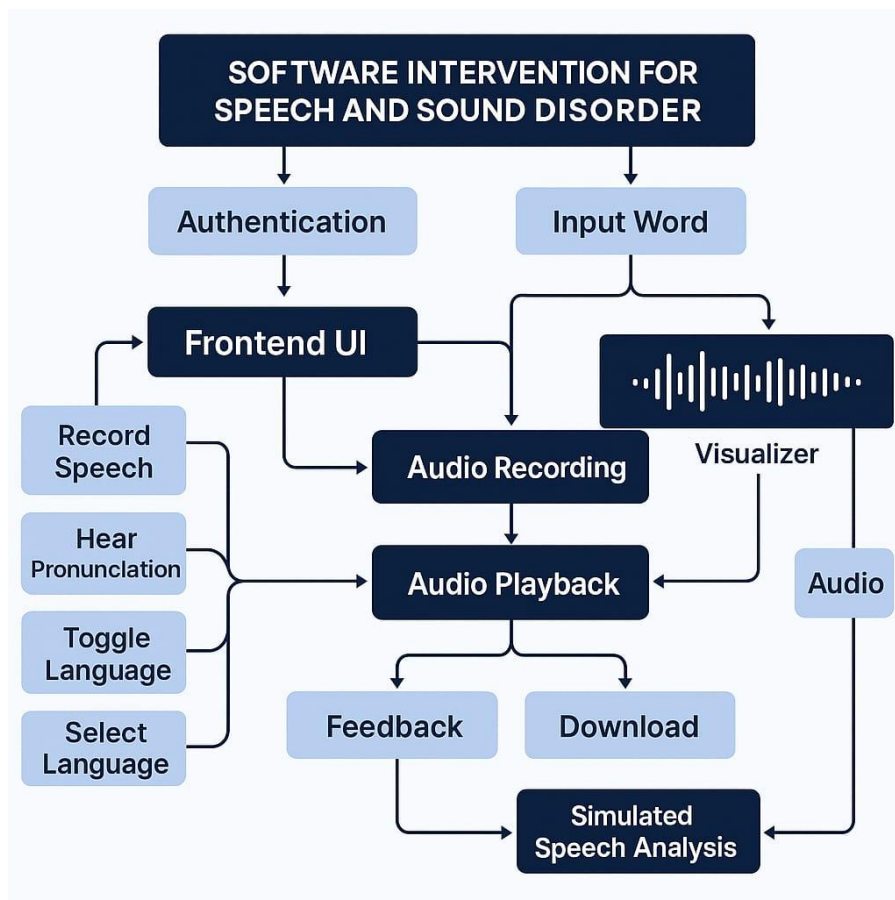 SOFTWARE INTERVENTION FOR
SPEECH AND SOUND DISORDER
Authentication
Input Word
Frontend UI
Record
Speech
Audio Recording
Visualizer
Hear
Pronunclation
Audio Playback
Audio
Toggle
Language
Select
Language
Feedback
Download
Simulated
Speech Analysis